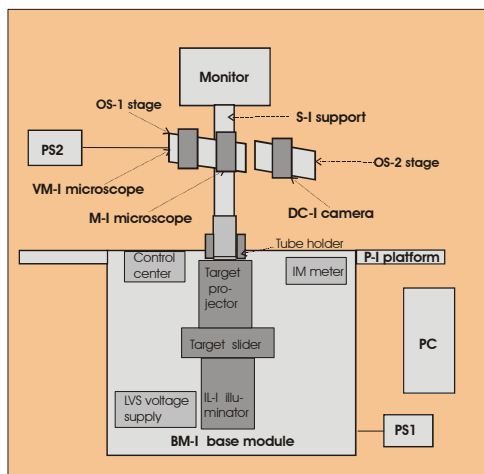 Monitor
OS-1 stage
S-I support
PS2
OS-2 stage
VM-I microscope
M-I microscope
DC-I camera
Tube holder
Control
center
Target
pro-
jector
IM meter
P-I platform
PC
Target slider
LVS voltage
supply
IL-I illu-
minator
PS1
BM-I base module